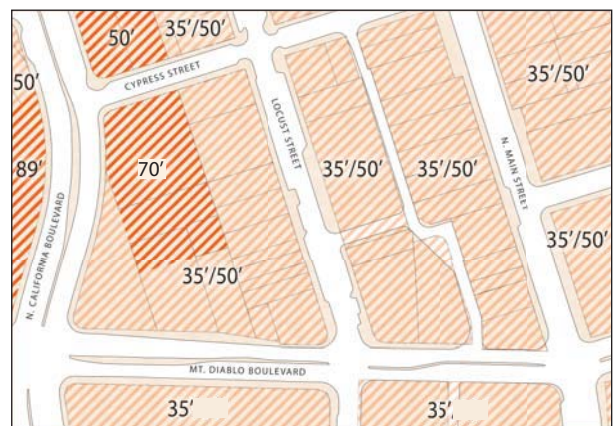 50'
35'/50'
50'
CYPRESS STREET
35'/50'
89'
70'
LOCUST STREET
35'/50'
35'/50'
N. MAIN STREET
35'/50'
N. CALIFORNIA BOULEVARD
35'/50'
MT. DIABLO BOULEVARD
35'
35'